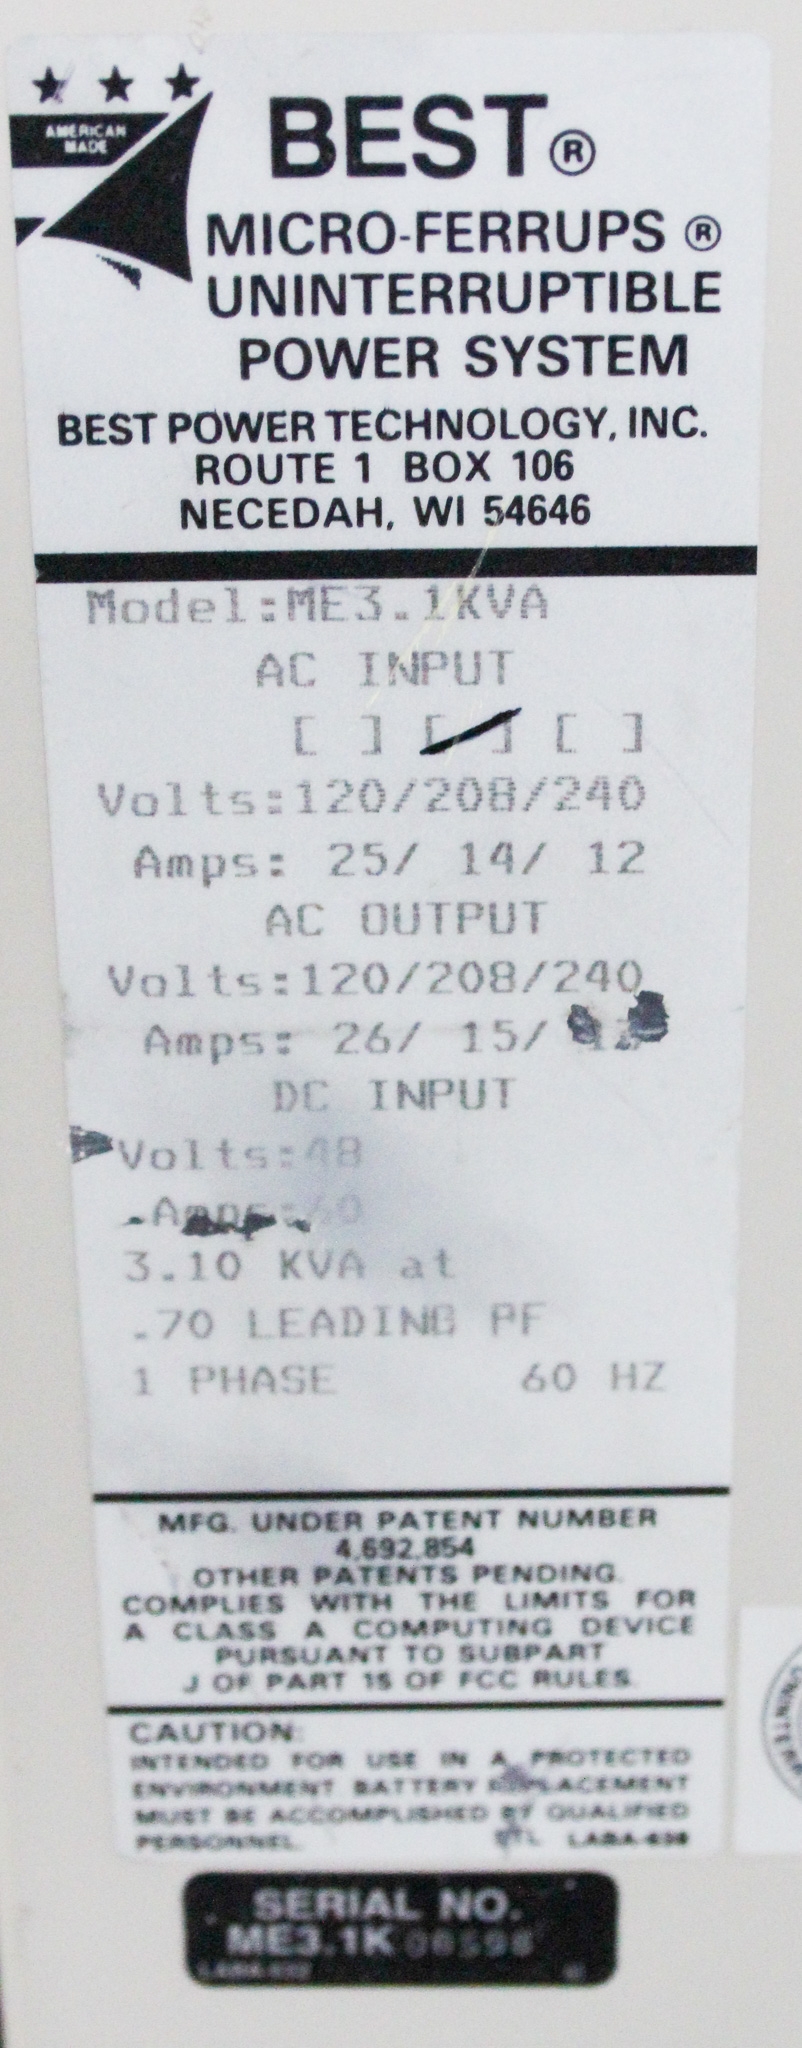 AMERICAN
MADE
BEST®
MICRO-FERRUPS ®
UNINTERRUPTIBLE
POWER SYSTEM
BEST POWER TECHNOLOGY, INC.
ROUTE 1 BOX 106
NECEDAH, WI 54646
Model:ME3.1KVA
AC INPUT
[ ] [ ] [ ]
Volts:120/208/240
Amps: 25/ 14/ 12
AC OUTPUT
Volts:120/208/240
Amps: 26/ 15/
DC INPUT
Volts:48
Amps:60
3.10 KVA at
.70 LEADING PF
1 PHASE 60 HZ
MFG. UNDER PATENT NUMBER
4,692,854
OTHER PATENTS PENDING.
COMPLIES WITH THE LIMITS FOR
A CLASS A COMPUTING DEVICE
PURSUANT TO SUBPART
J OF PART 15 OF FCC RULES.
CAUTION:
INTENDED FOR USE IN A PROTECTED
ENVIRONMENT BATTERY REPLACEMENT
MUST BE ACCOMPLISHED BY QUALIFIED
PERSONNEL.
SERIAL NO.
ME3.1K